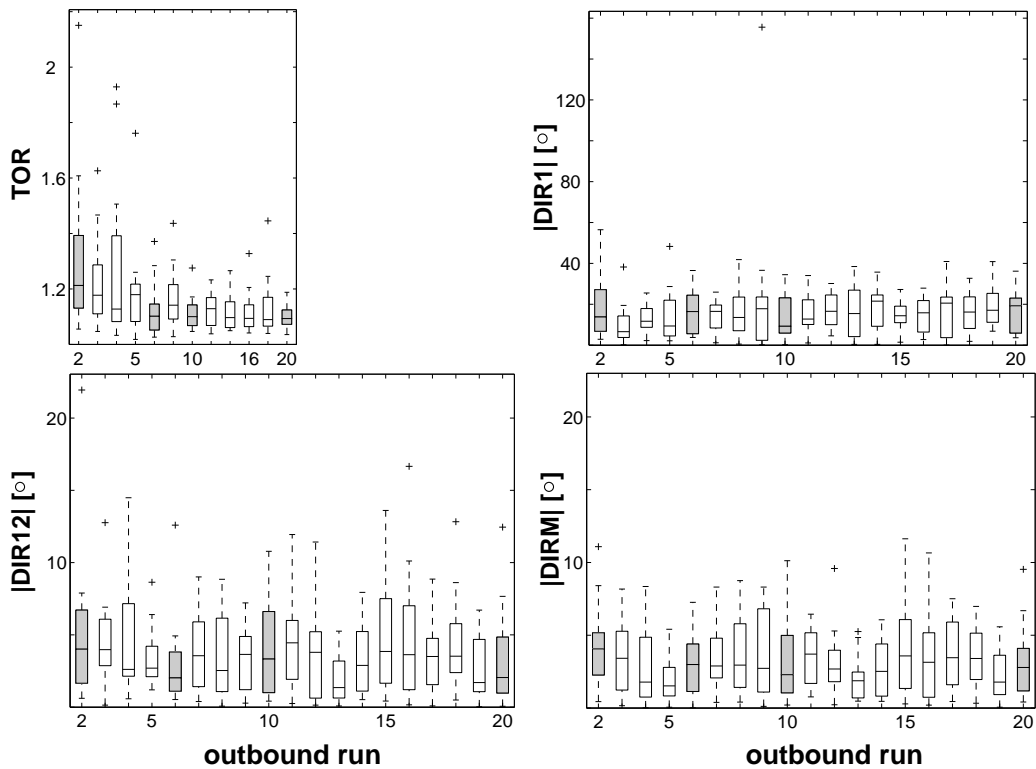 TOR
2
1.6
1.2
2 5 10 16 20
|DIR1| [○]
120
80
40
2 5 10 15 20
|DIR12| [○]
20
10
2 5 10 15 20
outbound run
|DIRM| [○]
20
10
2 5 10 15 20
outbound run